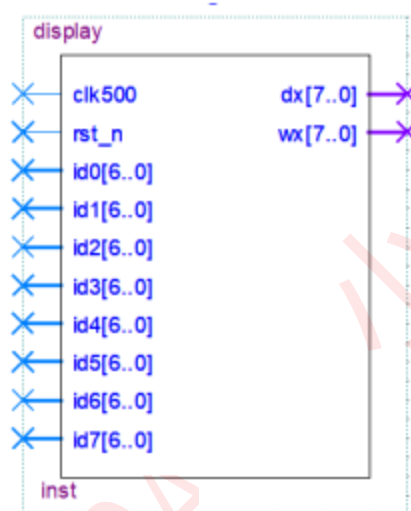 display
clk500 dx[7..0]
rst_n wx[7..0]
id0[6..0]
id1[6..0]
id2[6..0]
id3[6..0]
id4[6..0]
id5[6..0]
id6[6..0]
id7[6..0]
inst